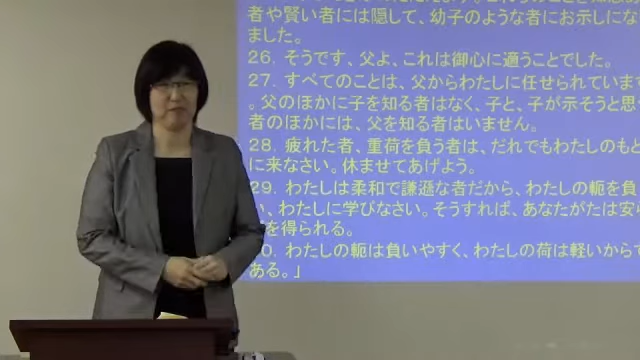 者や賢い者には隠して、幼子のような者にお示しにな
ました。
26. そうです、父よ、これは御心に適うことでした。
27. すべてのことは、父からわたしに任せられています
。父のほかに子を知る者はなく、子と、子が示そうと思
者のほかには、父を知る者はいません。
28. 疲れた者、重荷を負う者は、だれでもわたしのもと
に来なさい。休ませてあげよう。
29. わたしは柔和で謙遜な者だから、わたしの軛を負
い、わたしに学びなさい。そうすれば、あなたがたは安ら
を得られる。
0. わたしの軛は負いやすく、わたしの荷は軽いからで
ある。」